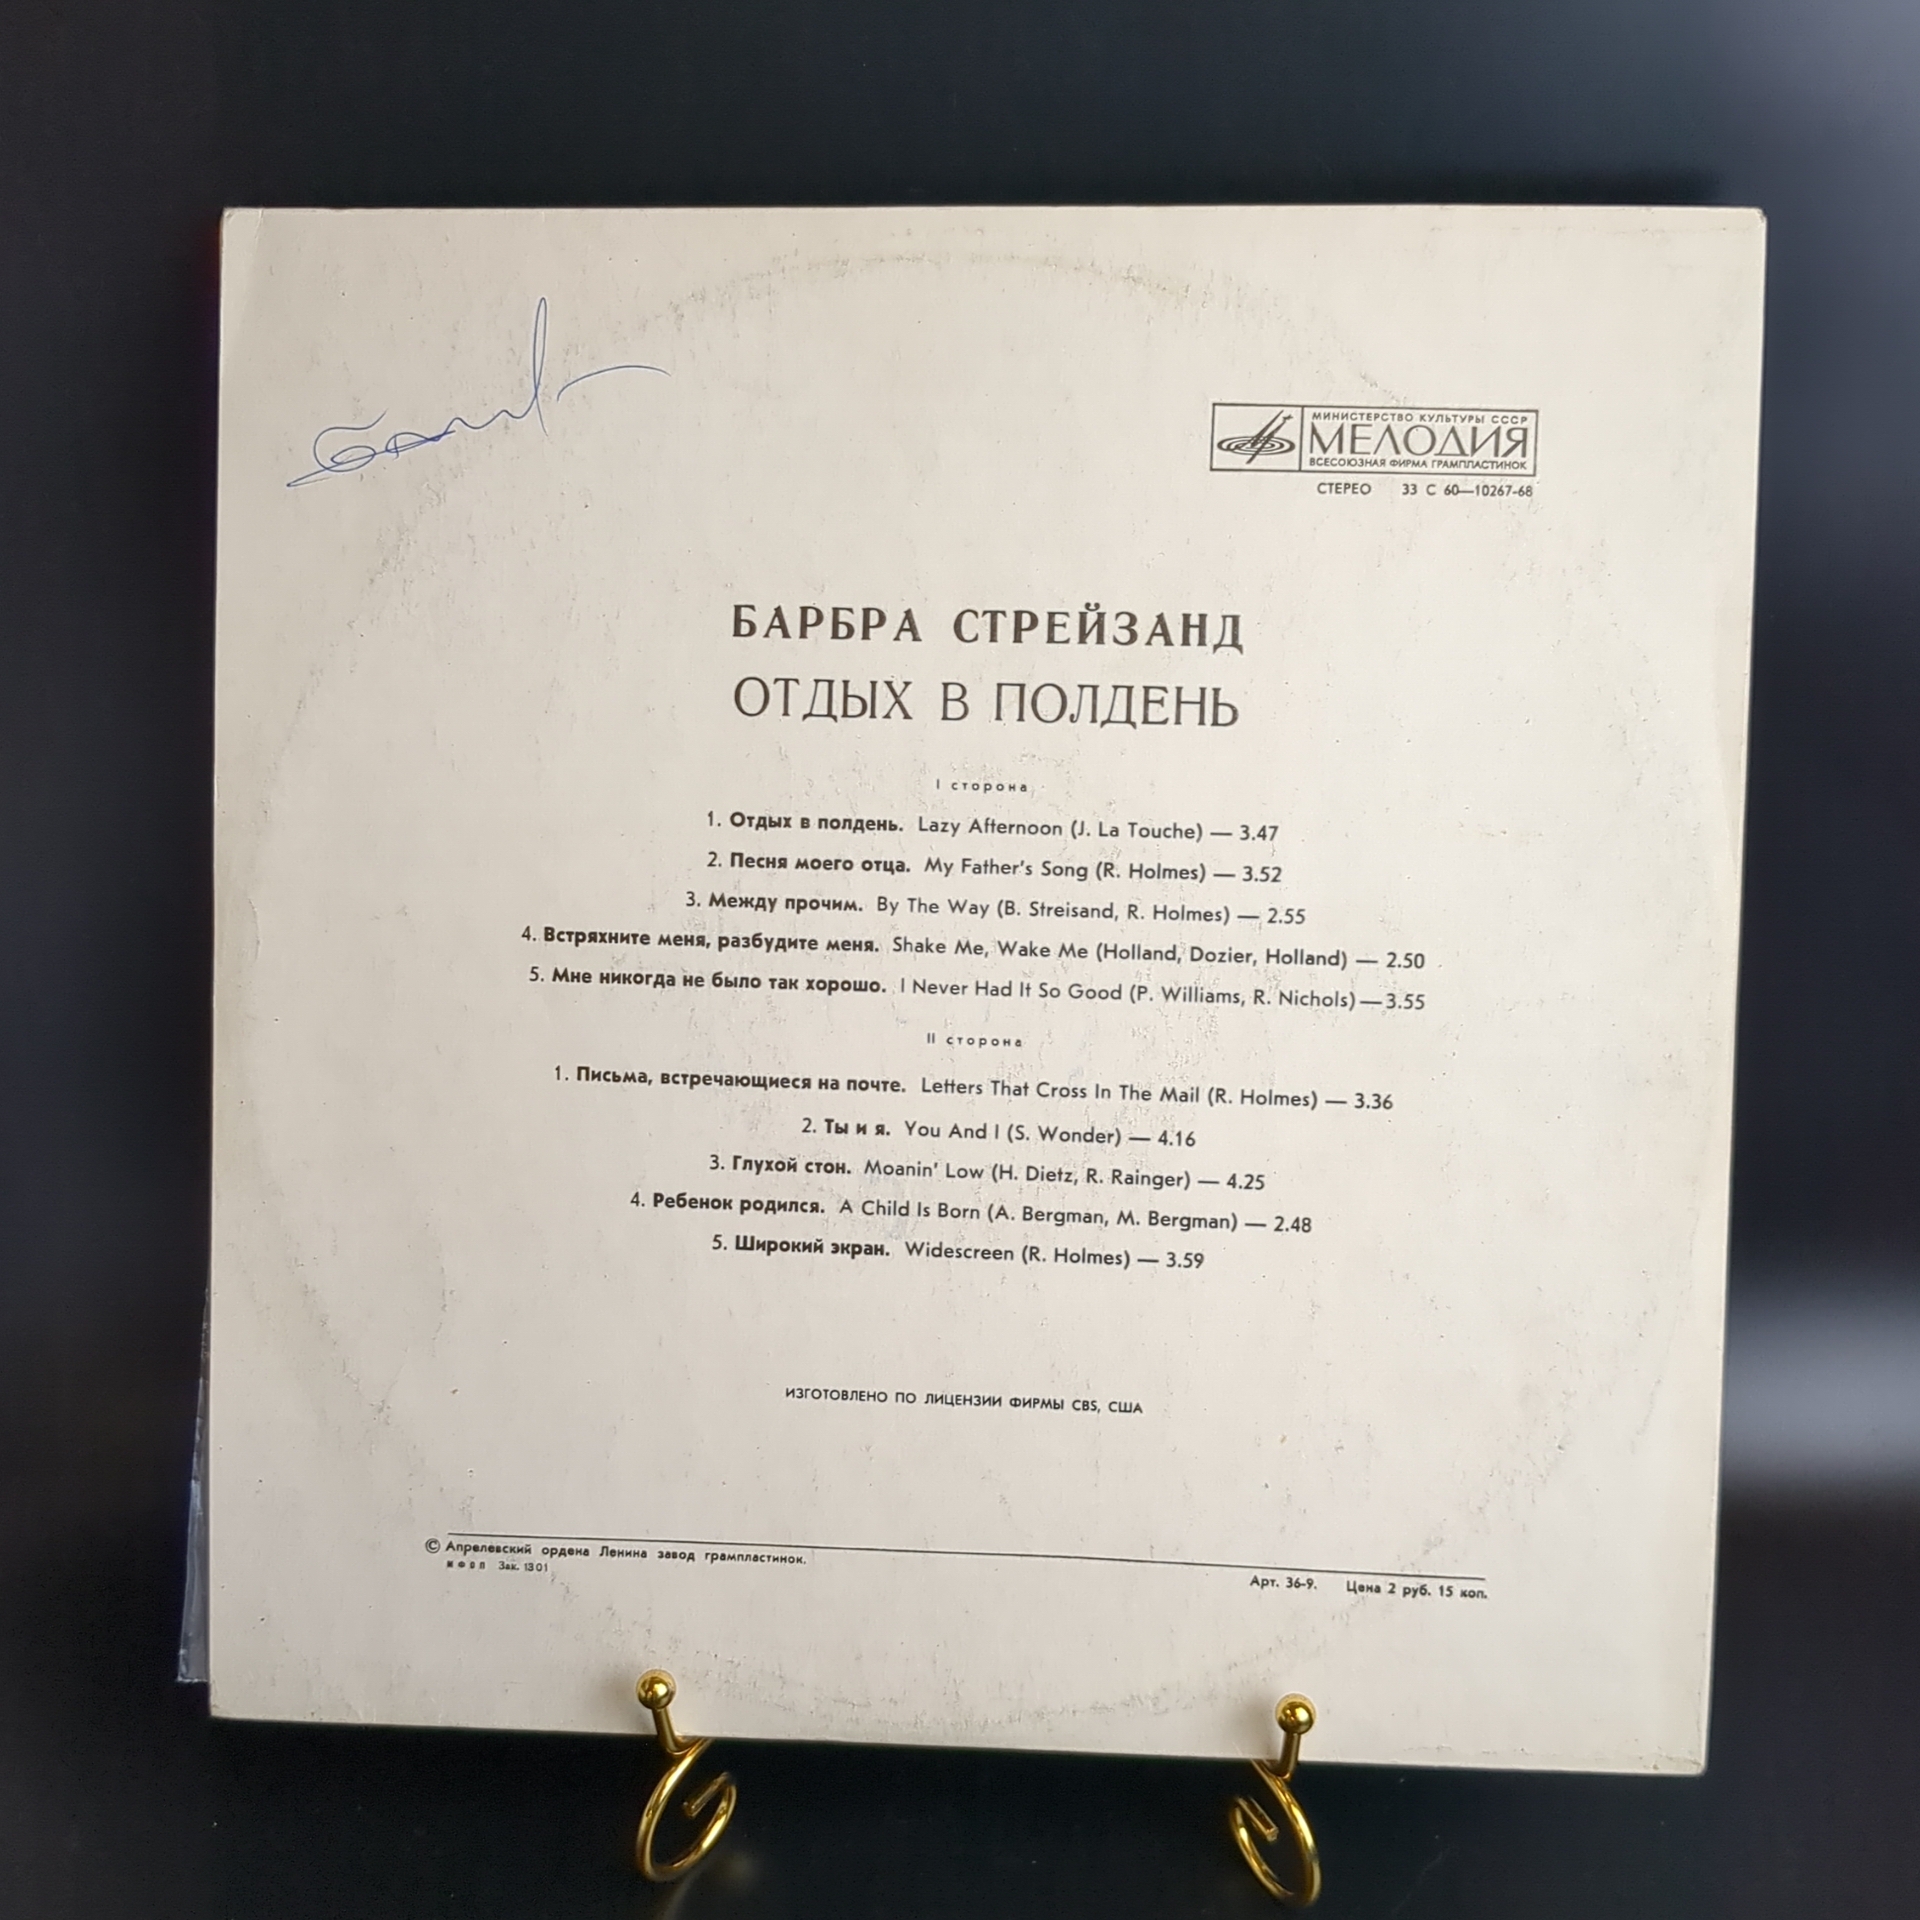 МИНИСТЕРСТВО КУЛЬТУРЫ СССР
МЕЛОДИЯ
ВСЕСОЮЗНАЯ ФИРМА ГРАМПЛАСТИНОК
СТЕРЕО 33 С 60—10267-68
БАРБРА СТРЕЙЗАНД
ОТДЫХ В ПОЛДЕНЬ
I сторона
1. Отдых в полдень. Lazy Afternoon (J. La Touche) — 3.47
2. Песня моего отца. My Father's Song (R. Holmes) — 3.52
3. Между прочим. By The Way (B. Streisand, R. Holmes) — 2.55
4. Встряхните меня, разбудите меня. Shake Me, Wake Me (Holland, Dozier, Holland) — 2.50
5. Мне никогда не было так хорошо. I Never Had It So Good (P. Williams, R. Nichols) — 3.55
II сторона
1. Письма, встречающиеся на почте. Letters That Cross In The Mail (R. Holmes) — 3.36
2. Ты и я. You And I (S. Wonder) — 4.16
3. Глухой стон. Moanin' Low (H. Dietz, R. Rainger) — 4.25
4. Ребенок родился. A Child Is Born (A. Bergman, M. Bergman) — 2.48
5. Широкий экран. Widescreen (R. Holmes) — 3.59
ИЗГОТОВЛЕНО ПО ЛИЦЕНЗИИ ФИРМЫ CBS, США
© Апрелевский ордена Ленина завод грампластинок.
Зак. 1301
Арт. 36-9. Цена 2 руб. 15 коп.